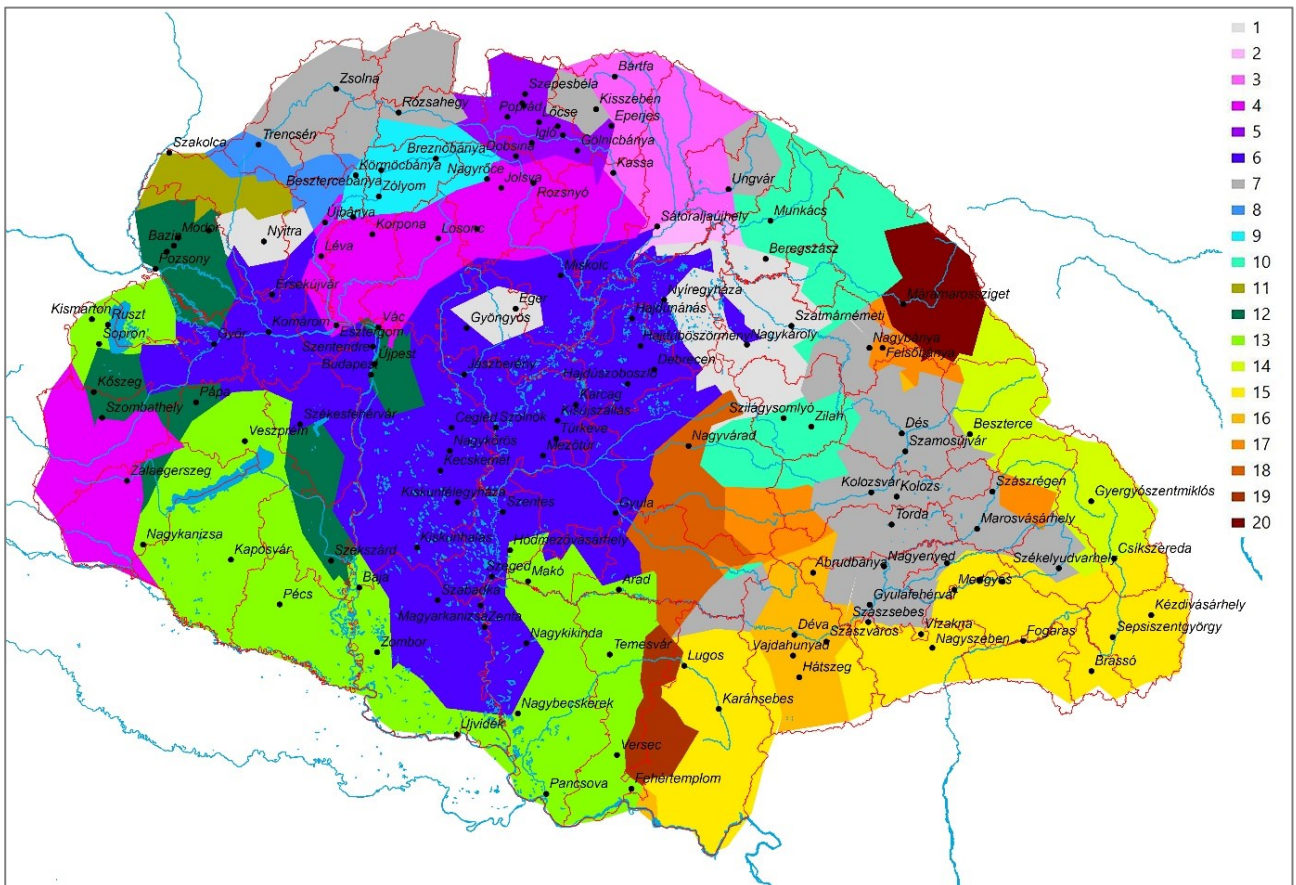 1
2
3
4
5
6
7
8
9
10
11
12
13
14
15
16
17
18
19
20
Bártfa
Zsolna
Szepesbéla
Kisszeben
Rózsahegy
Poprád
Lőcse
Eperjes
Igló
Gölnicbánya
Szakolca
Trencsén
Breznóbánya
Dobsina
Kassa
Körmöcbánya
Nagyrőce
Jolsva
Besztercebánya
Rozsnyó
Zólyom
Ungvár
Újbánya
Korpona
Losonc
Sátoraljaújhely
Munkács
Modor
Bazin
Nyitra
Pozsony
Léva
Beregszász
Miskolc
Érsekújvár
Nyíregyháza
Máramarossziget
Kismarton
Ruszt
Eger
Hajdúnánás
Sopron
Győr
Komárom
Esztergom
Vác
Gyöngyös
Szatmárnémeti
Nagykároly
Szentendre
Hajdúböszörmény
Nagybánya
Felsőbánya
Újpest
Budapest
Jászberény
Debrecen
Hajdúszoboszló
Kőszeg
Pápa
Karcag
Szombathely
Székesfehérvár
Cegléd
Szolnok
Kisújszállás
Szilágysomlyó
Zilah
Túrkeve
Dés
Beszterce
Veszprém
Nagykőrös
Mezőtúr
Nagyvárad
Szamosújvár
Kecskemét
Zalaegerszeg
Kiskunfélegyháza
Szentes
Gyula
Kolozsvár
Kolozs
Szászrégen
Gyergyószentmiklós
Torda
Marosvásárhely
Nagykanizsa
Kaposvár
Szekszárd
Kiskunhalas
Hódmezővásárhely
Csíkszereda
Székelyudvarhely
Abrudbánya
Nagyenyed
Medgyes
Szeged
Makó
Arad
Baja
Pécs
Szabadka
Gyulafehérvár
Kézdivásárhely
Magyarkanizsa
Zenta
Szászsebes
Déva
Szászváros
Vízakna
Nagyszeben
Fogaras
Sepsiszentgyörgy
Zombor
Nagykikinda
Temesvár
Vajdahunyad
Lugos
Hátszeg
Brassó
Karánsebes
Nagybecskerek
Újvidék
Versec
Fehértemplom
Pancsova